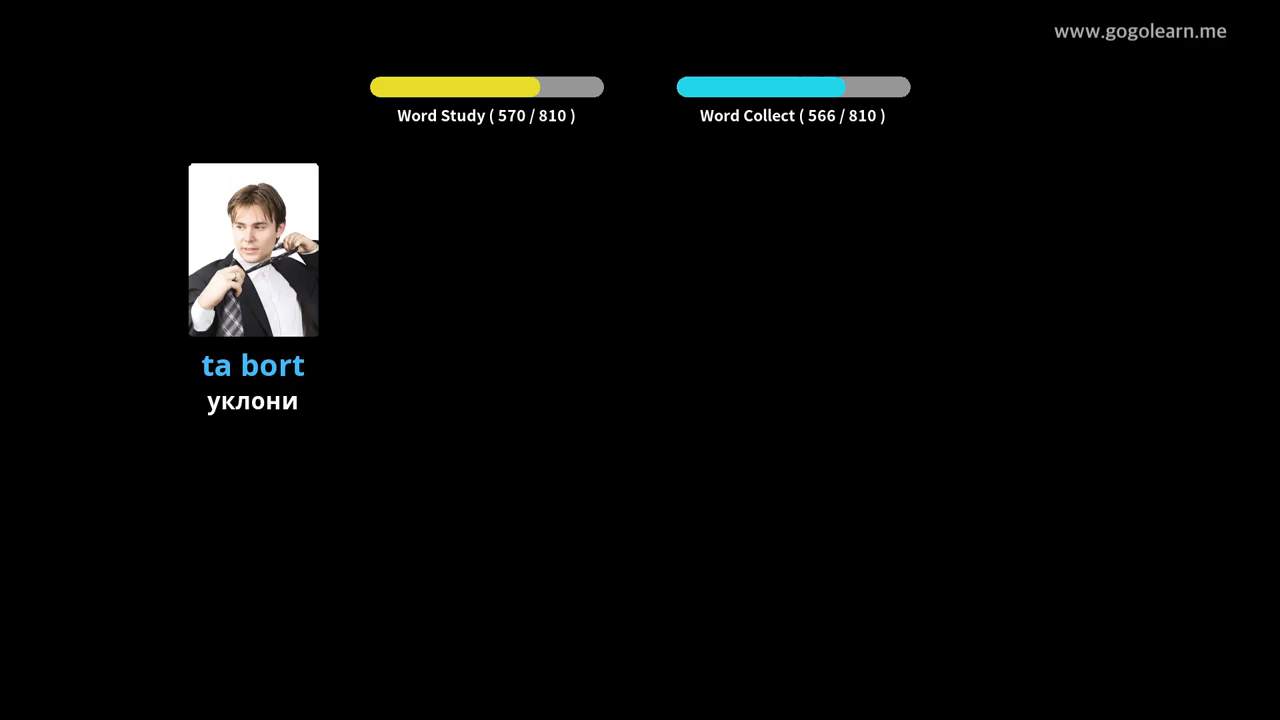 www.gogolearn.me
Word Study ( 570 / 810 )
Word Collect ( 566 / 810 )
ta bort
уклони